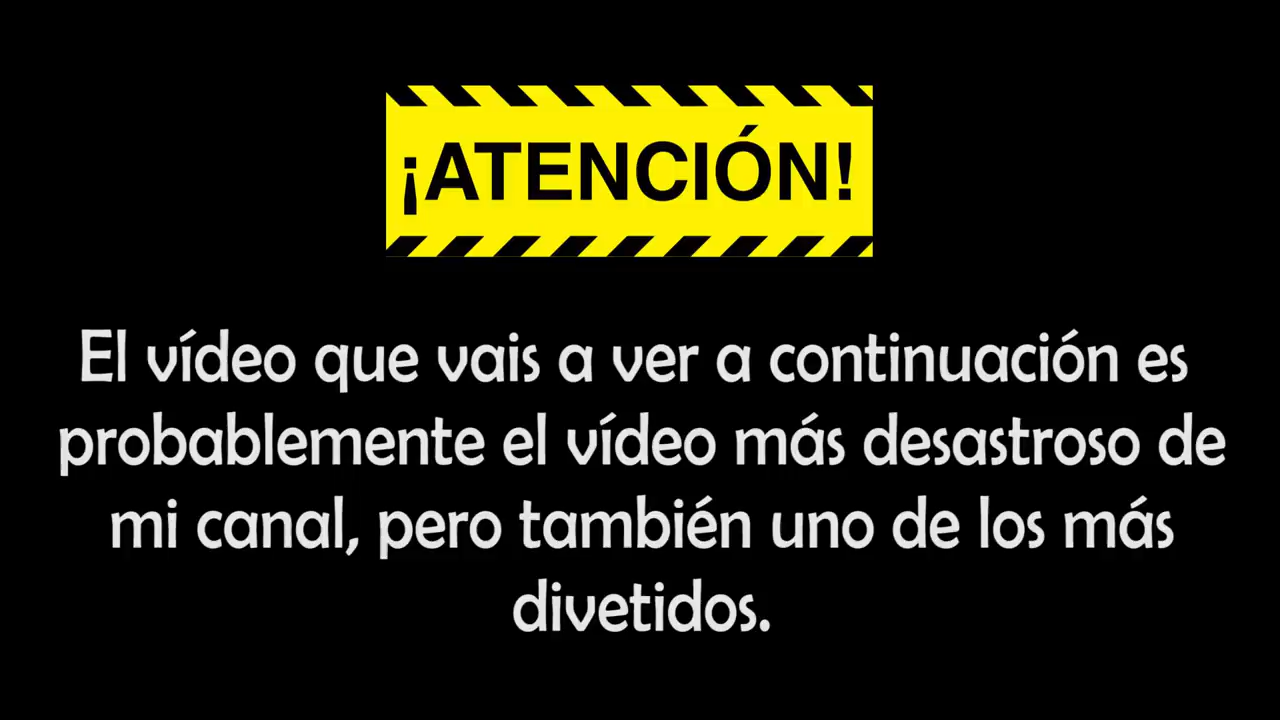 ¡ATENCIÓN!
El vídeo que vais a ver a continuación es
probablemente el vídeo más desastroso de
mi canal, pero también uno de los más
divetidos.